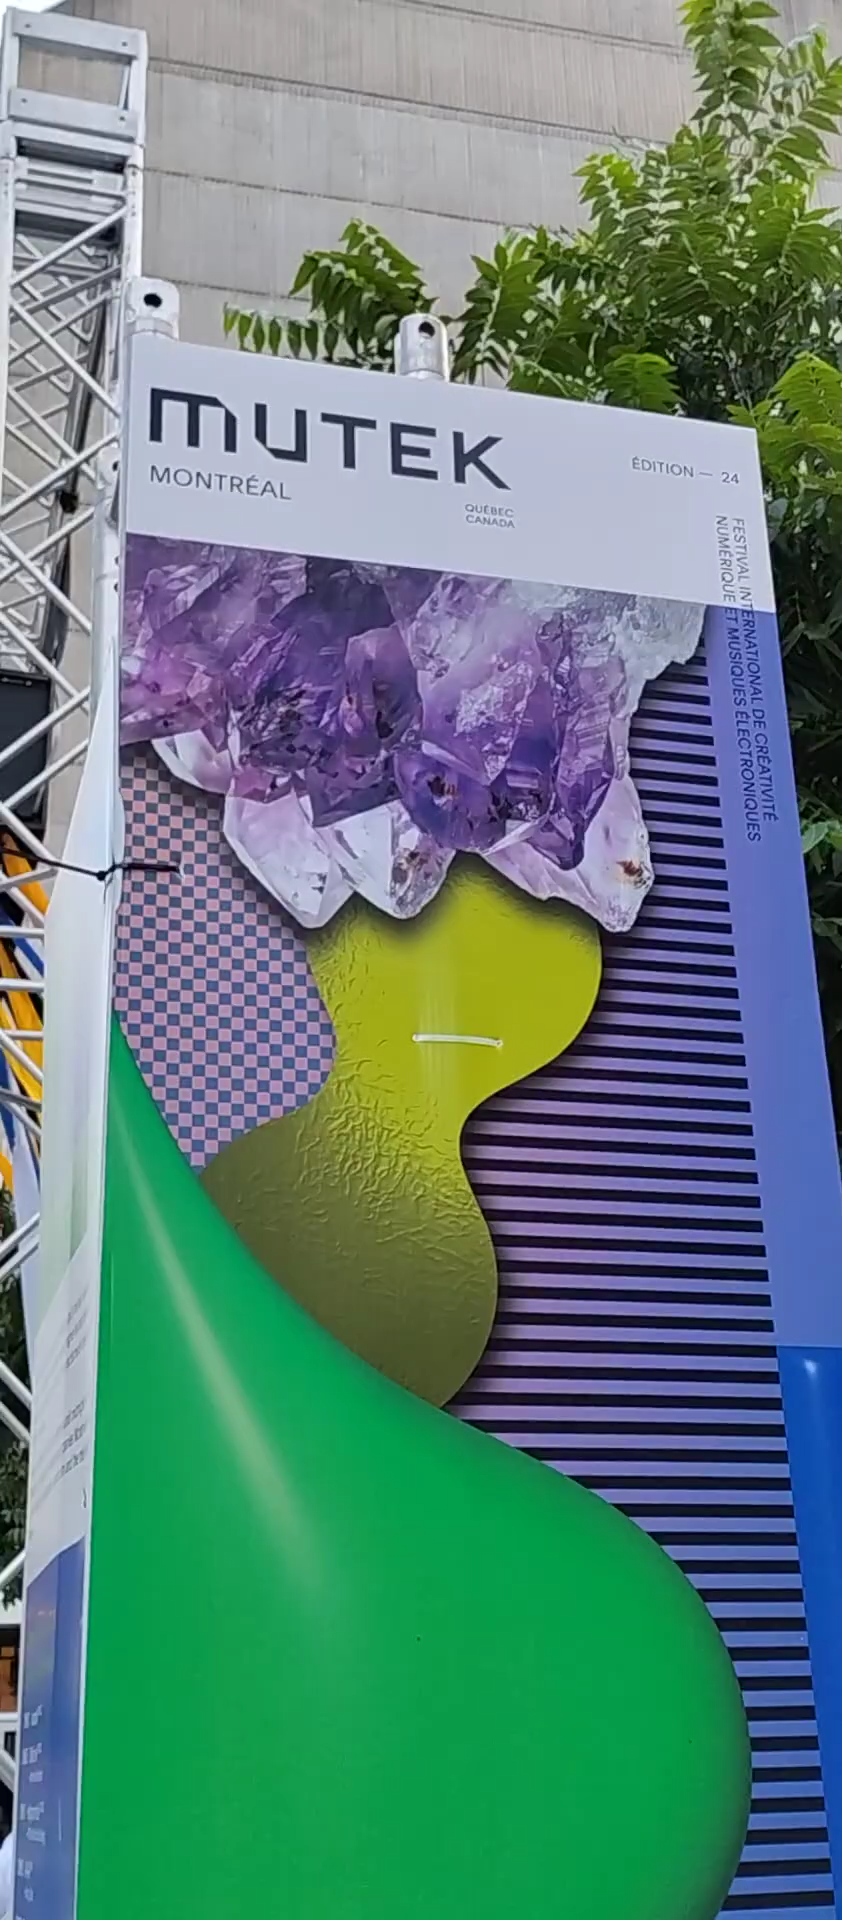 MUTEK
MONTRÉAL
QUÉBEC
CANADA
ÉDITION — 24
FESTIVAL INTERNATIONAL DE CRÉATIVITÉ
NUMÉRIQUE ET MUSIQUES ÉLECTRONIQUES